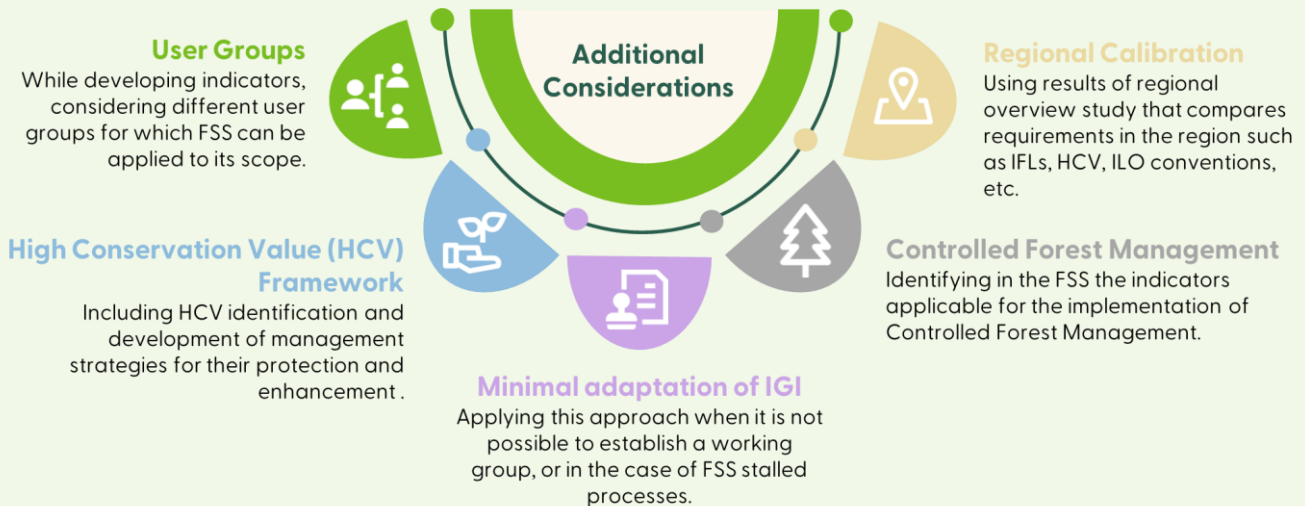 Additional
Considerations
User Groups
While developing indicators,
considering different user
groups for which FSS can be
applied to its scope.
High Conservation Value (HCV)
Framework
Including HCV identification and
development of management
strategies for their protection and
enhancement .
Minimal adaptation of IGI
Applying this approach when it is not
possible to establish a working
group, or in the case of FSS stalled
processes.
Controlled Forest Management
Identifying in the FSS the indicators
applicable for the implementation of
Controlled Forest Management.
Regional Calibration
Using results of regional
overview study that compares
requirements in the region such
as IFLs, HCV, ILO conventions,
etc.